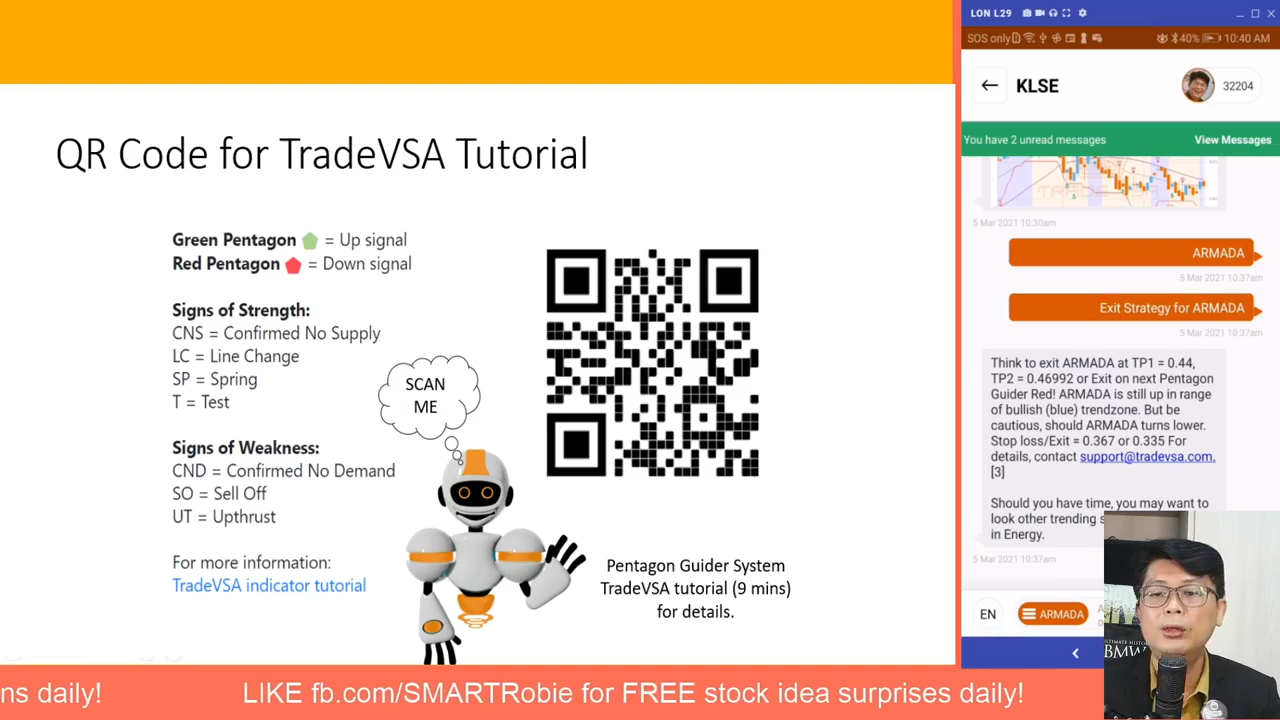 QR Code for TradeVSA Tutorial
Green Pentagon = Up signal
Red Pentagon = Down signal
Signs of Strength:
CNS = Confirmed No Supply
LC = Line Change
SP = Spring
T = Test
Signs of Weakness:
CND = Confirmed No Demand
SO = Sell Off
UT = Upthrust
For more information:
TradeVSA indicator tutorial
SCAN
ME
Pentagon Guider System
TradeVSA tutorial (9 mins)
for details.
LON L29
SOS only 40% 10:40 AM
KLSE 32204
You have 2 unread messages View Messages
5 Mar 2021 10:30am
ARMADA
5 Mar 2021 10:37am
Exit Strategy for ARMADA
5 Mar 2021 10:37am
Think to exit ARMADA at TP1 = 0.44,
TP2 = 0.46992 or Exit on next Pentagon
Guider Red! ARMADA is still up in range
of bullish (blue) trendzone. But be
cautious, should ARMADA turns lower.
Stop loss/Exit = 0.367 or 0.335 For
details, contact support@tradevsa.com.
[3]
Should you have time, you may want to
look other trending
in Energy.
5 Mar 2021 10:37am
EN ARMADA
BMW
ns daily! LIKE fb.com/SMARTRobie for FREE stock idea surprises daily!